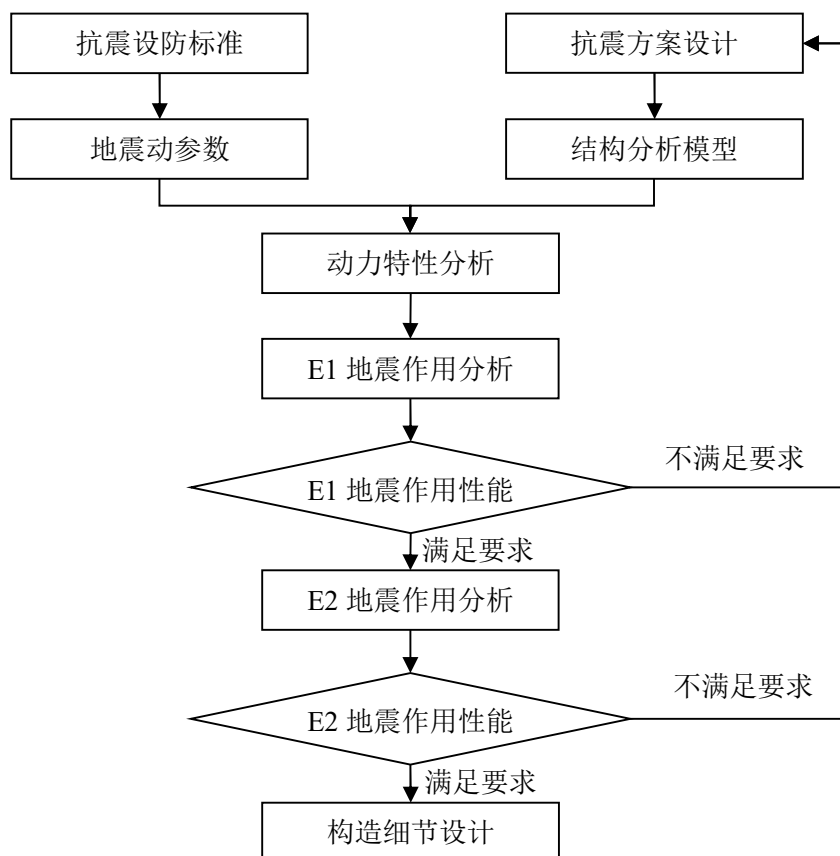 抗震设防标准
抗震方案设计
地震动参数
结构分析模型
动力特性分析
E1 地震作用分析
不满足要求
E1 地震作用性能
满足要求
E2 地震作用分析
不满足要求
E2 地震作用性能
满足要求
构造细节设计